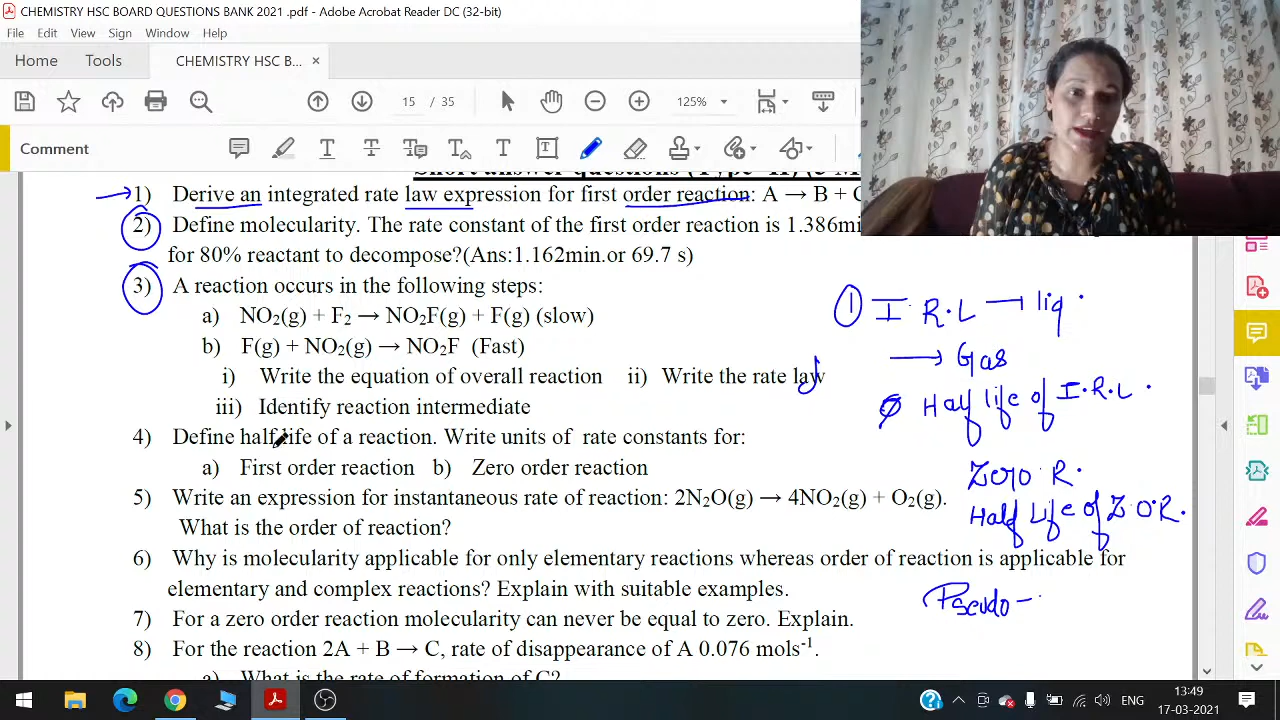 CHEMISTRY HSC BOARD QUESTIONS BANK 2021 .pdf - Adobe Acrobat Reader DC (32-bit)
File Edit View Sign Window Help
Home Tools CHEMISTRY HSC B... ×
15 / 35 125%
Comment
1) Derive an integrated rate law expression for first order reaction: A → B + C
2) Define molecularity. The rate constant of the first order reaction is 1.386min
for 80% reactant to decompose?(Ans:1.162min.or 69.7 s)
3) A reaction occurs in the following steps:
a) NO₂(g) + F₂ → NO₂F(g) + F(g) (slow)
b) F(g) + NO₂(g) → NO₂F (Fast)
i) Write the equation of overall reaction ii) Write the rate law
iii) Identify reaction intermediate
4) Define half life of a reaction. Write units of rate constants for:
a) First order reaction b) Zero order reaction
5) Write an expression for instantaneous rate of reaction: 2N₂O(g) → 4NO₂(g) + O₂(g).
What is the order of reaction?
6) Why is molecularity applicable for only elementary reactions whereas order of reaction is applicable for
elementary and complex reactions? Explain with suitable examples.
7) For a zero order reaction molecularity can never be equal to zero. Explain.
8) For the reaction 2A + B → C, rate of disappearance of A 0.076 mols⁻¹.
a) What is the rate of formation of C?
① I R.L → liq
→ Gas
Half life of I.R.L
Zero R.
Half Life of Z.O.R.
Pseudo -
ENG
13:49
17-03-2021